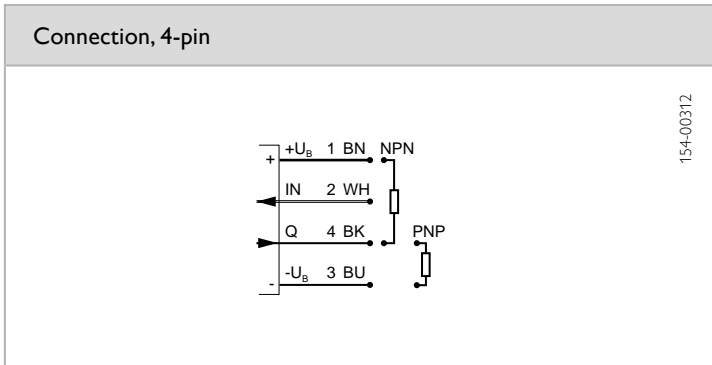 Connection, 4-pin
154-00312
+U_B 1 BN NPN
+
IN 2 WH
Q 4 BK PNP
-U_B 3 BU
-